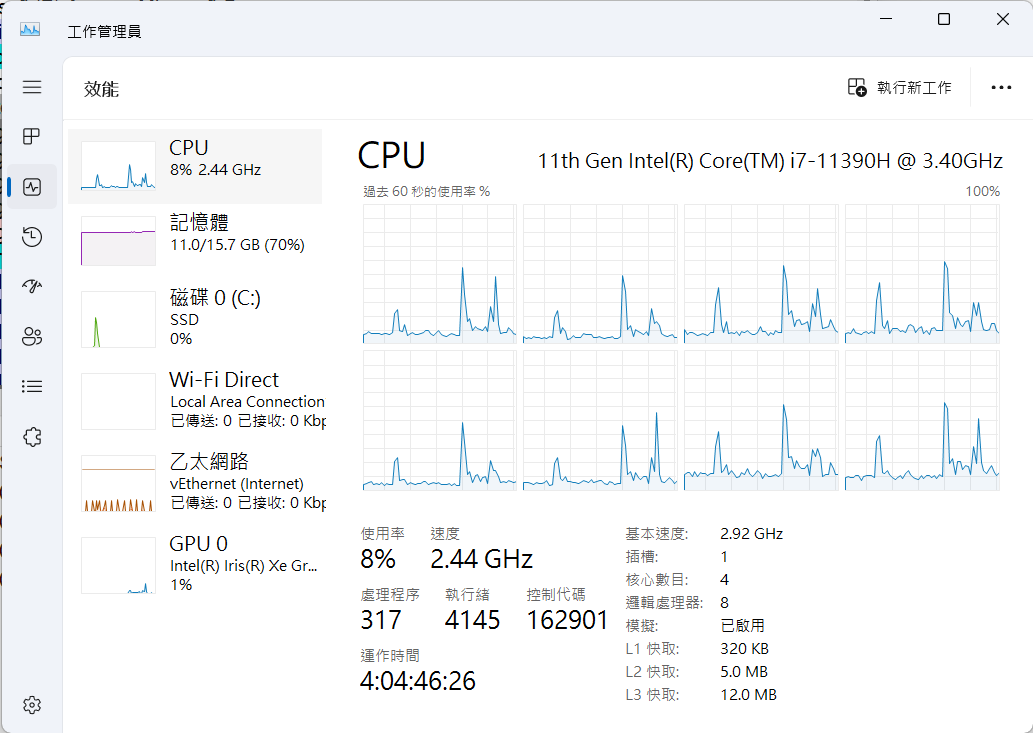 工作管理員
效能
執行新工作
CPU
8% 2.44 GHz
記憶體
11.0/15.7 GB (70%)
磁碟 0 (C:)
SSD
0%
Wi-Fi Direct
Local Area Connection
已傳送: 0 已接收: 0 Kbp
乙太網路
vEthernet (Internet)
已傳送: 0 已接收: 0 Kbp
GPU 0
Intel(R) Iris(R) Xe Gr...
1%
CPU
11th Gen Intel(R) Core(TM) i7-11390H @ 3.40GHz
過去 60 秒的使用率 %
100%
使用率 速度
8% 2.44 GHz
處理程序 執行緒 控制代碼
317 4145 162901
運作時間
4:04:46:26
基本速度: 2.92 GHz
插槽: 1
核心數目: 4
邏輯處理器: 8
模擬: 已啟用
L1 快取: 320 KB
L2 快取: 5.0 MB
L3 快取: 12.0 MB